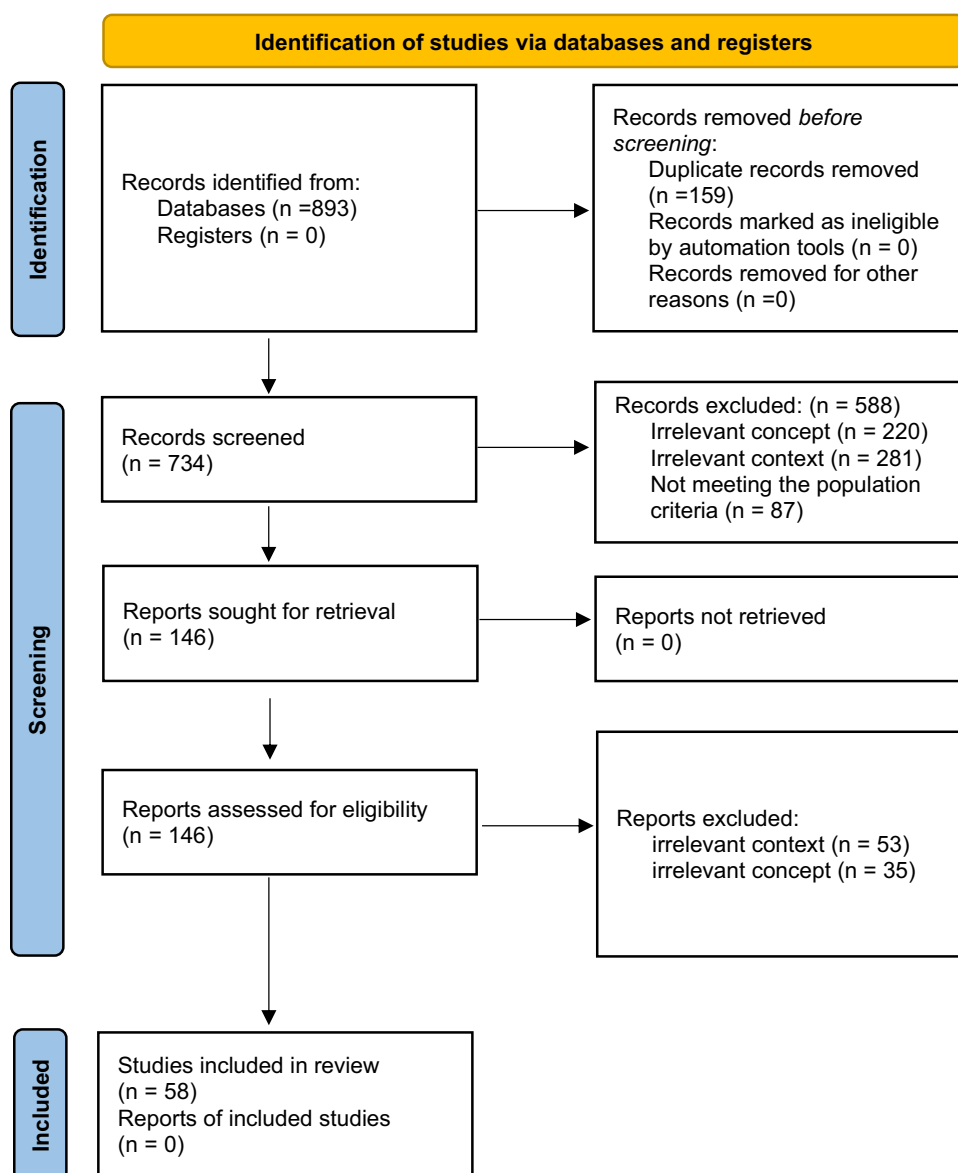 Identification of studies via databases and registers
Identification
Records identified from:
Databases (n =893)
Registers (n = 0)
Records removed before
screening:
Duplicate records removed
(n =159)
Records marked as ineligible
by automation tools (n = 0)
Records removed for other
reasons (n =0)
Screening
Records screened
(n = 734)
Records excluded: (n = 588)
Irrelevant concept (n = 220)
Irrelevant context (n = 281)
Not meeting the population
criteria (n = 87)
Reports sought for retrieval
(n = 146)
Reports not retrieved
(n = 0)
Reports assessed for eligibility
(n = 146)
Reports excluded:
irrelevant context (n = 53)
irrelevant concept (n = 35)
Included
Studies included in review
(n = 58)
Reports of included studies
(n = 0)